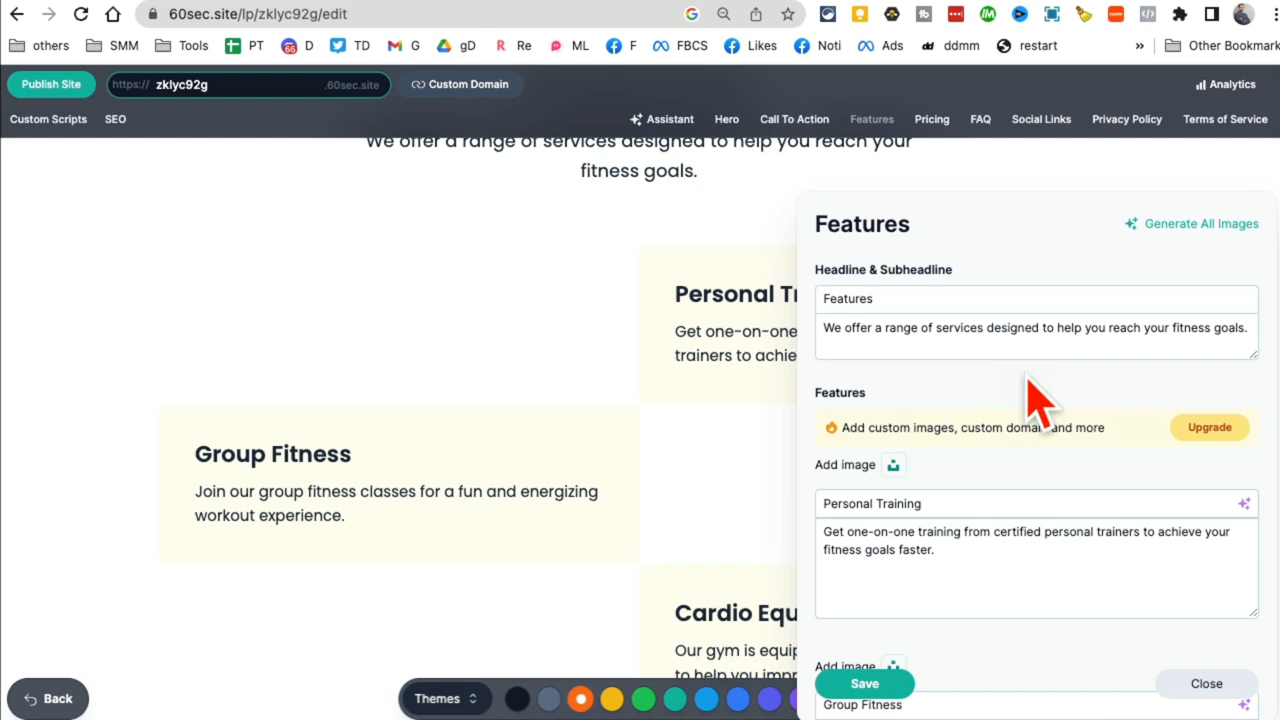 60sec.site/lp/zklyc92g/edit
others SMM Tools PT D TD G gD Re ML F FBCS Likes Noti Ads dd ddmm restart » Other Bookmark
Publish Site https:// zklyc92g .60sec.site Custom Domain Analytics
Custom Scripts SEO Assistant Hero Call To Action Features Pricing FAQ Social Links Privacy Policy Terms of Service
We offer a range of services designed to help you reach your
fitness goals.
Personal Tr
Get one-on-one
trainers to achie
Group Fitness
Join our group fitness classes for a fun and energizing
workout experience.
Cardio Equ
Our gym is equip
to help you impr
Features Generate All Images
Headline & Subheadline
Features
We offer a range of services designed to help you reach your fitness goals.
Features
Add custom images, custom domain and more Upgrade
Add image
Personal Training
Get one-on-one training from certified personal trainers to achieve your
fitness goals faster.
Add image
Save Close
Group Fitness
Back Themes